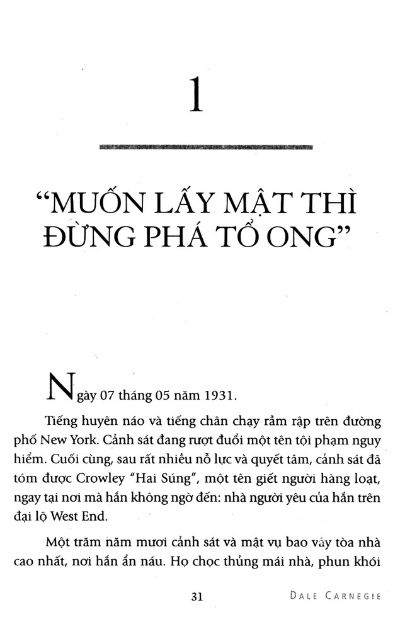 1
“MUỐN LẤY MẬT THÌ
ĐỪNG PHÁ TỔ ONG”
Ngày 07 tháng 05 năm 1931.
Tiếng huyên náo và tiếng chân chạy rầm rập trên đường
phố New York. Cảnh sát đang rượt đuổi một tên tội phạm nguy
hiểm. Cuối cùng, sau rất nhiều nỗ lực và quyết tâm, cảnh sát đã
tóm được Crowley “Hai Súng”, một tên giết người hàng loạt,
ngay tại nơi mà hắn không ngờ đến: nhà người yêu của hắn trên
đại lộ West End.
Một trăm năm mươi cảnh sát và mật vụ bao vây tòa nhà
cao nhất, nơi hắn ẩn náu. Họ chọc thủng mái nhà, phun khói
31 DALE CARNEGIE